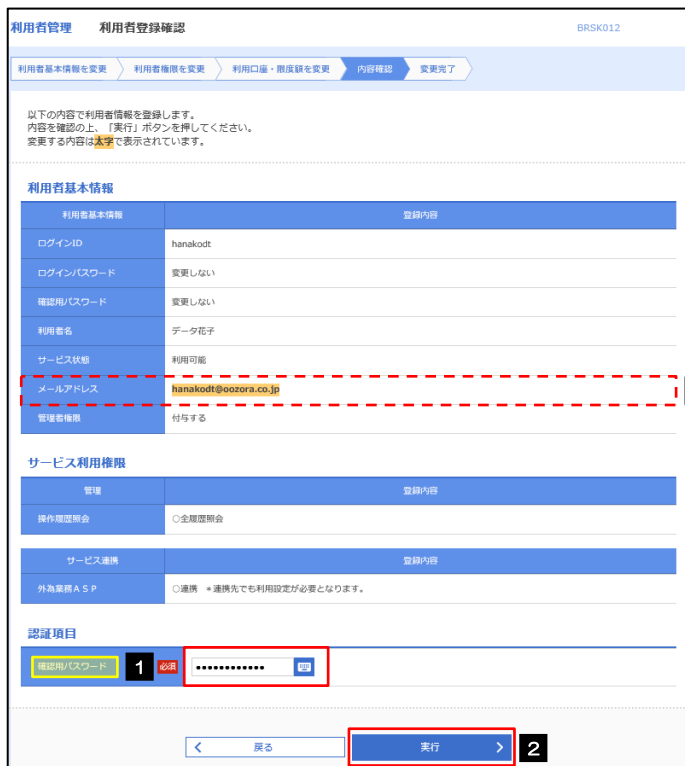 利用者管理 利用者登録確認 BRSK012
利用者基本情報を変更 利用者権限を変更 利用口座・限度額を変更 内容確認 変更完了
以下の内容で利用者情報を登録します。
内容を確認の上、「実行」ボタンを押してください。
変更する内容は太字で表示されています。
利用者基本情報
利用者基本情報 登録内容
ログインID hanakodt
ログインパスワード 変更しない
確認用パスワード 変更しない
利用者名 データ花子
サービス状態 利用可能
メールアドレス hanakodt@oozora.co.jp
管理者権限 付与する
サービス利用権限
管理 登録内容
操作履歴照会 ○全履歴照会
サービス連携 登録内容
外為業務ASP ○連携 *連携先でも利用設定が必要となります。
認証項目
確認用パスワード 1 必須 ●●●●●●●●●●●●
戻る 実行 2